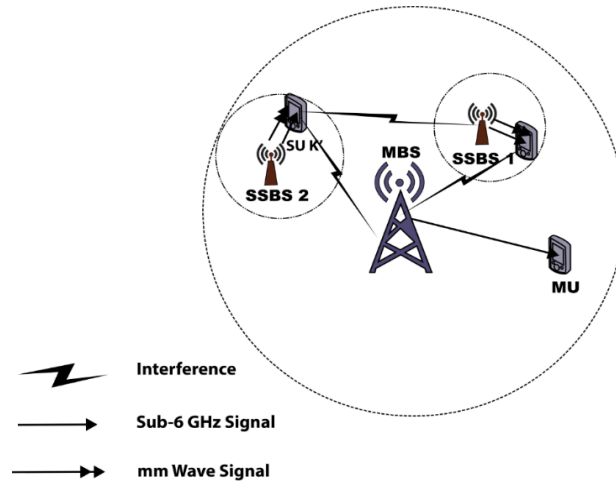 SU K'
SSBS 2
MBS
SSBS 1
MU
Interference
Sub-6 GHz Signal
mm Wave Signal